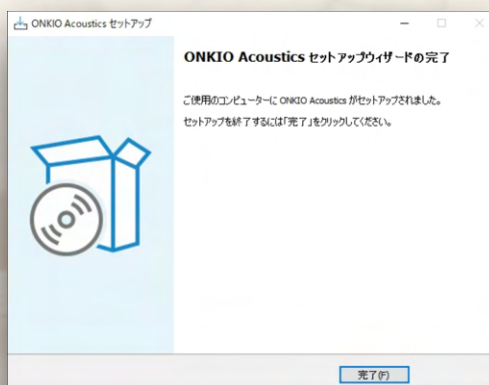 ONKIO Acoustics セットアップ
ONKIO Acoustics セットアップウィザードの完了
ご使用のコンピューターに ONKIO Acoustics がセットアップされました。
セットアップを終了するには「完了」をクリックしてください。
完了(F)